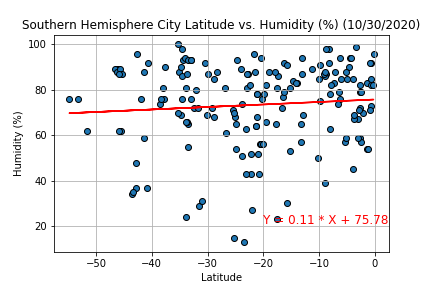 Southern Hemisphere City Latitude vs. Humidity (%) (10/30/2020)
100
80
60
40
20
Humidity (%)
Y = 0.11 * X + 75.78
−50
−40
−30
−20
−10
0
Latitude